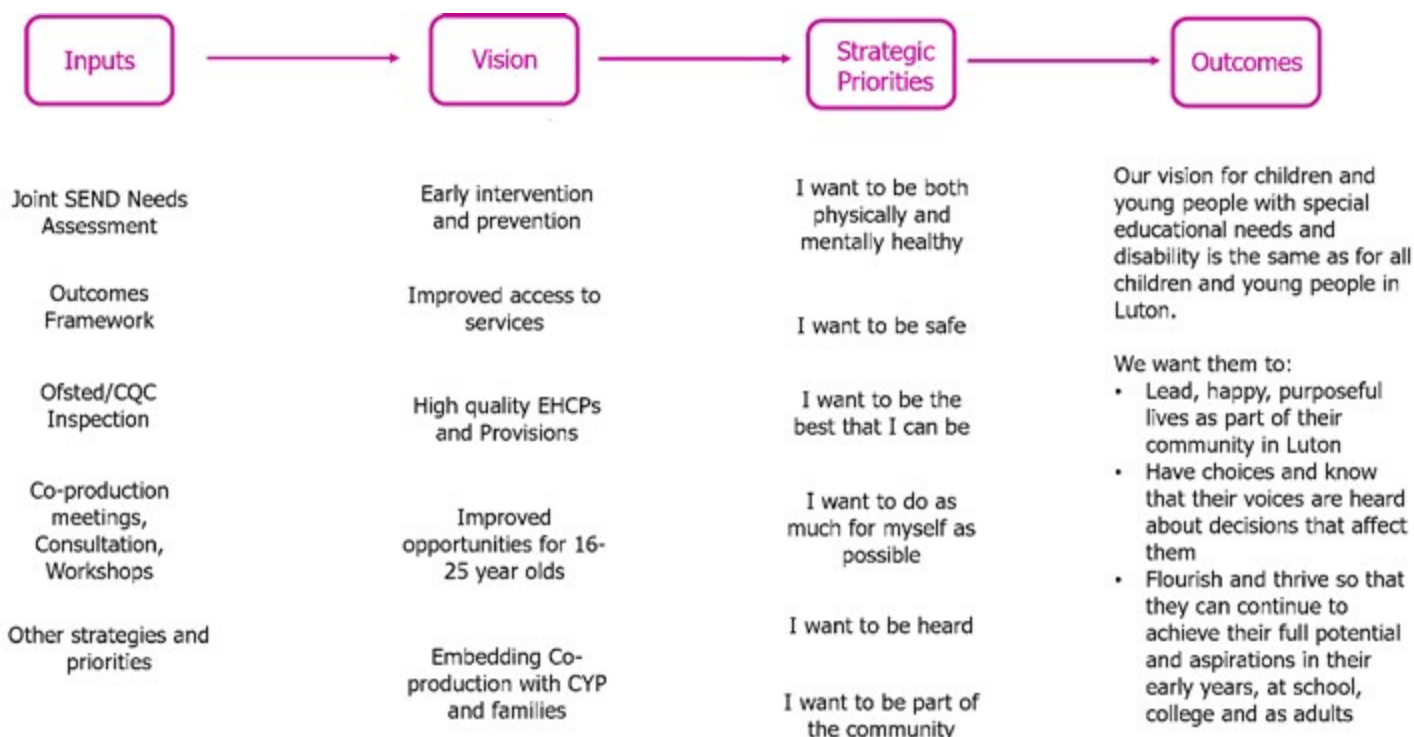 Inputs
Vision
Strategic
Priorities
Outcomes
Joint SEND Needs
Assessment
Outcomes
Framework
Ofsted/CQC
Inspection
Co-production
meetings,
Consultation,
Workshops
Other strategies and
priorities
Early intervention
and prevention
Improved access to
services
High quality EHCPs
and Provisions
Improved
opportunities for 16-
25 year olds
Embedding Co-
production with CYP
and families
I want to be both
physically and
mentally healthy
I want to be safe
I want to be the
best that I can be
I want to do as
much for myself as
possible
I want to be heard
I want to be part of
the community
Our vision for children and
young people with special
educational needs and
disability is the same as for all
children and young people in
Luton.
We want them to:
• Lead, happy, purposeful
lives as part of their
community in Luton
• Have choices and know
that their voices are heard
about decisions that affect
them
• Flourish and thrive so that
they can continue to
achieve their full potential
and aspirations in their
early years, at school,
college and as adults